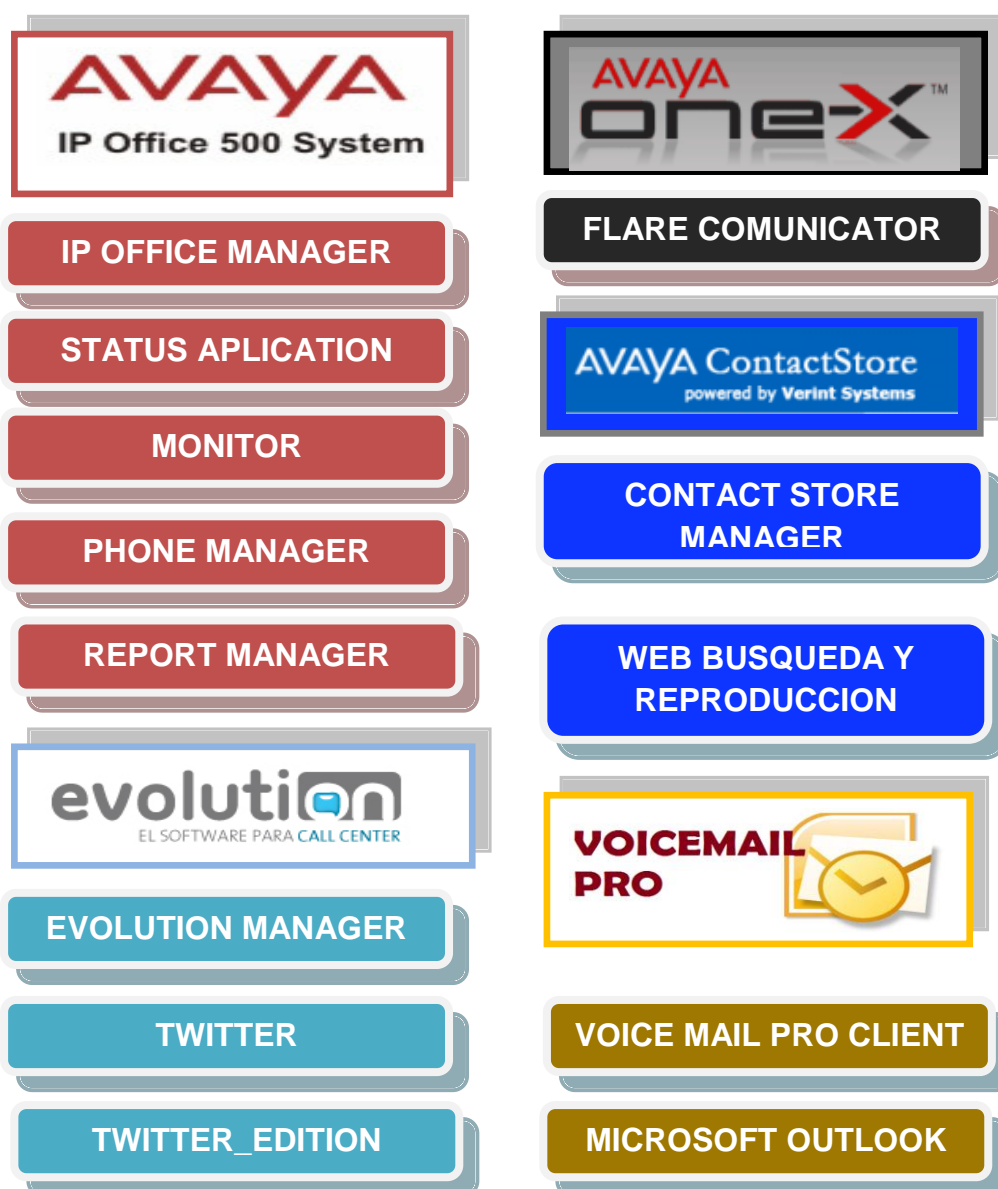 AVAYA
IP Office 500 System
IP OFFICE MANAGER
STATUS APLICATION
MONITOR
PHONE MANAGER
REPORT MANAGER
evolution
EL SOFTWARE PARA CALL CENTER
EVOLUTION MANAGER
TWITTER
TWITTER_EDITION
AVAYA
one-X™
FLARE COMUNICATOR
AVAYA ContactStore
powered by Verint Systems
CONTACT STORE
MANAGER
WEB BUSQUEDA Y
REPRODUCCION
VOICEMAIL
PRO
VOICE MAIL PRO CLIENT
MICROSOFT OUTLOOK